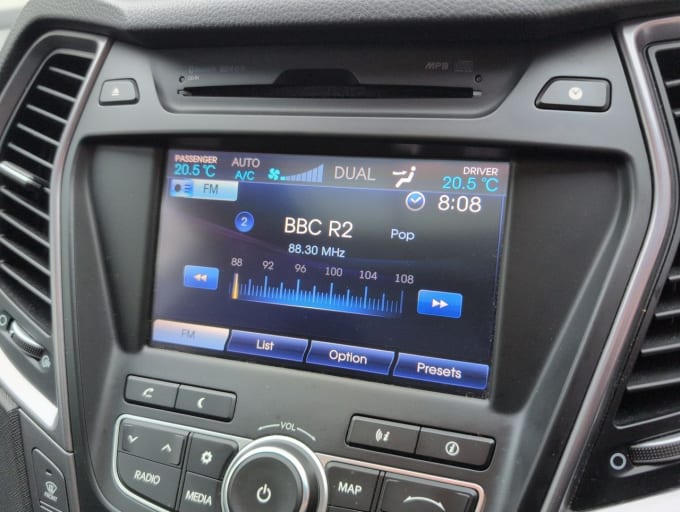 MP3
PASSENGER AUTO DRIVER
20.5 °C A/C DUAL 20.5 °C
FM 8:08
2 BBC R2 Pop
88.30 MHz
88 92 96 100 104 108
FM List Option Presets
VOL
RADIO MEDIA MAP
FRONT